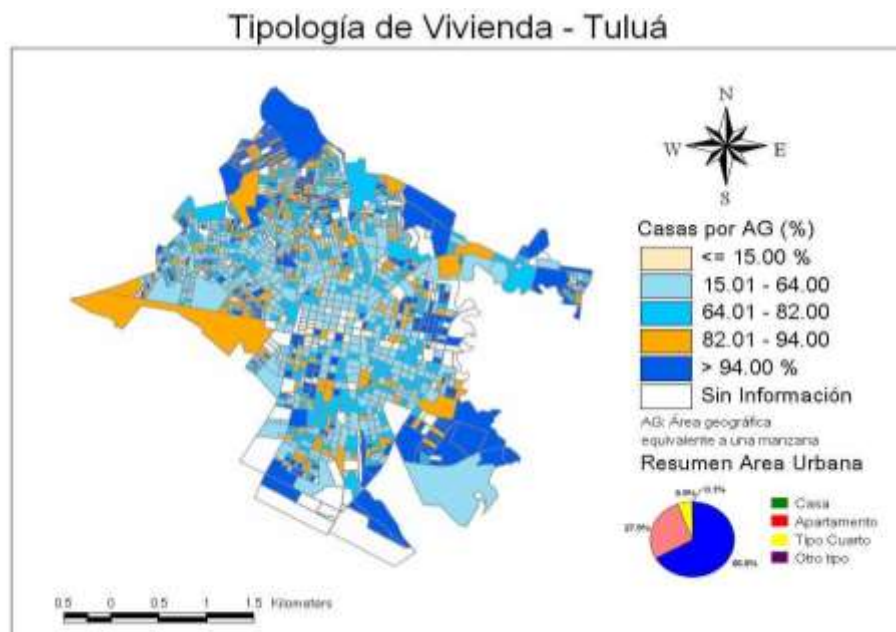 Tipología de Vivienda - Tuluá
N
W E
S
Casas por AG (%)
<= 15.00 %
15.01 - 64.00
64.01 - 82.00
82.01 - 94.00
> 94.00 %
Sin Información
AG: Área geográfica
equivalente a una manzana
Resumen Area Urbana
Casa
Apartamento
Tipo Cuarto
Otro tipo
0.5 0 0.5 1 1.5 Kilometers